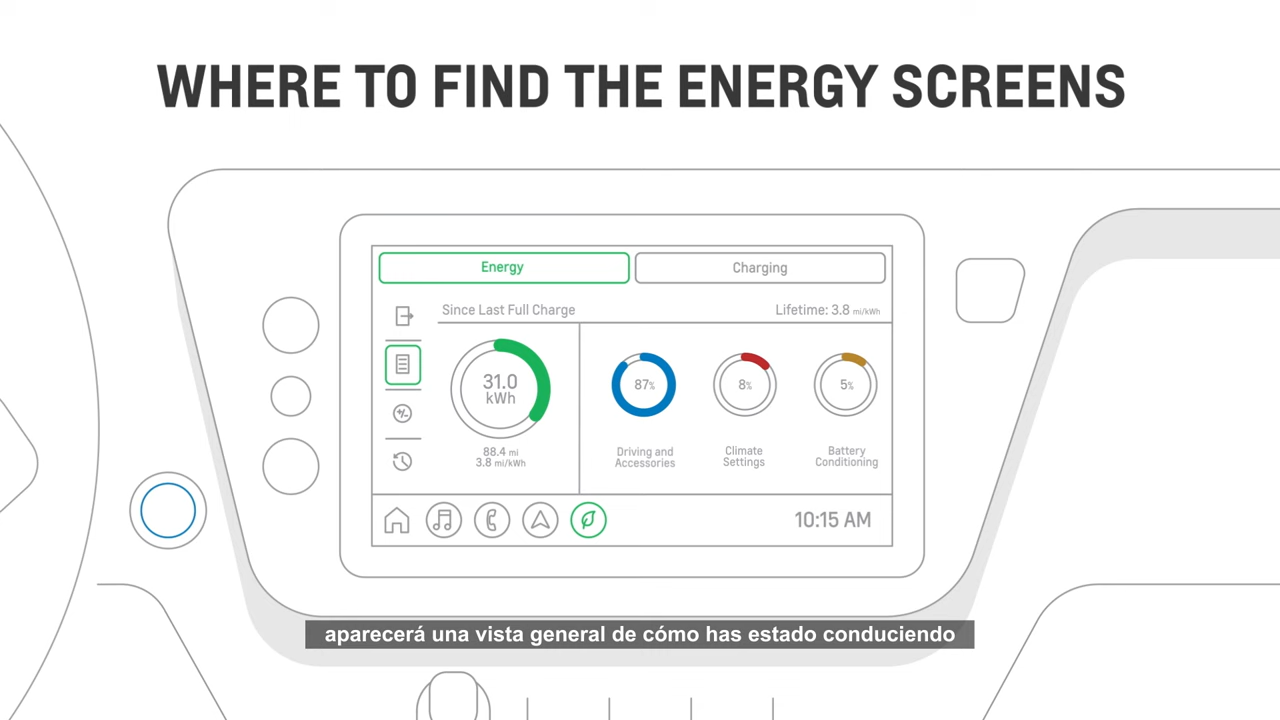 WHERE TO FIND THE ENERGY SCREENS
Energy
Charging
Since Last Full Charge
Lifetime: 3.8 mi/kWh
31.0
kWh
88.4 mi
3.8 mi/kWh
87%
8%
5%
Driving and
Accessories
Climate
Settings
Battery
Conditioning
+/-
10:15 AM
aparecerá una vista general de cómo has estado conduciendo